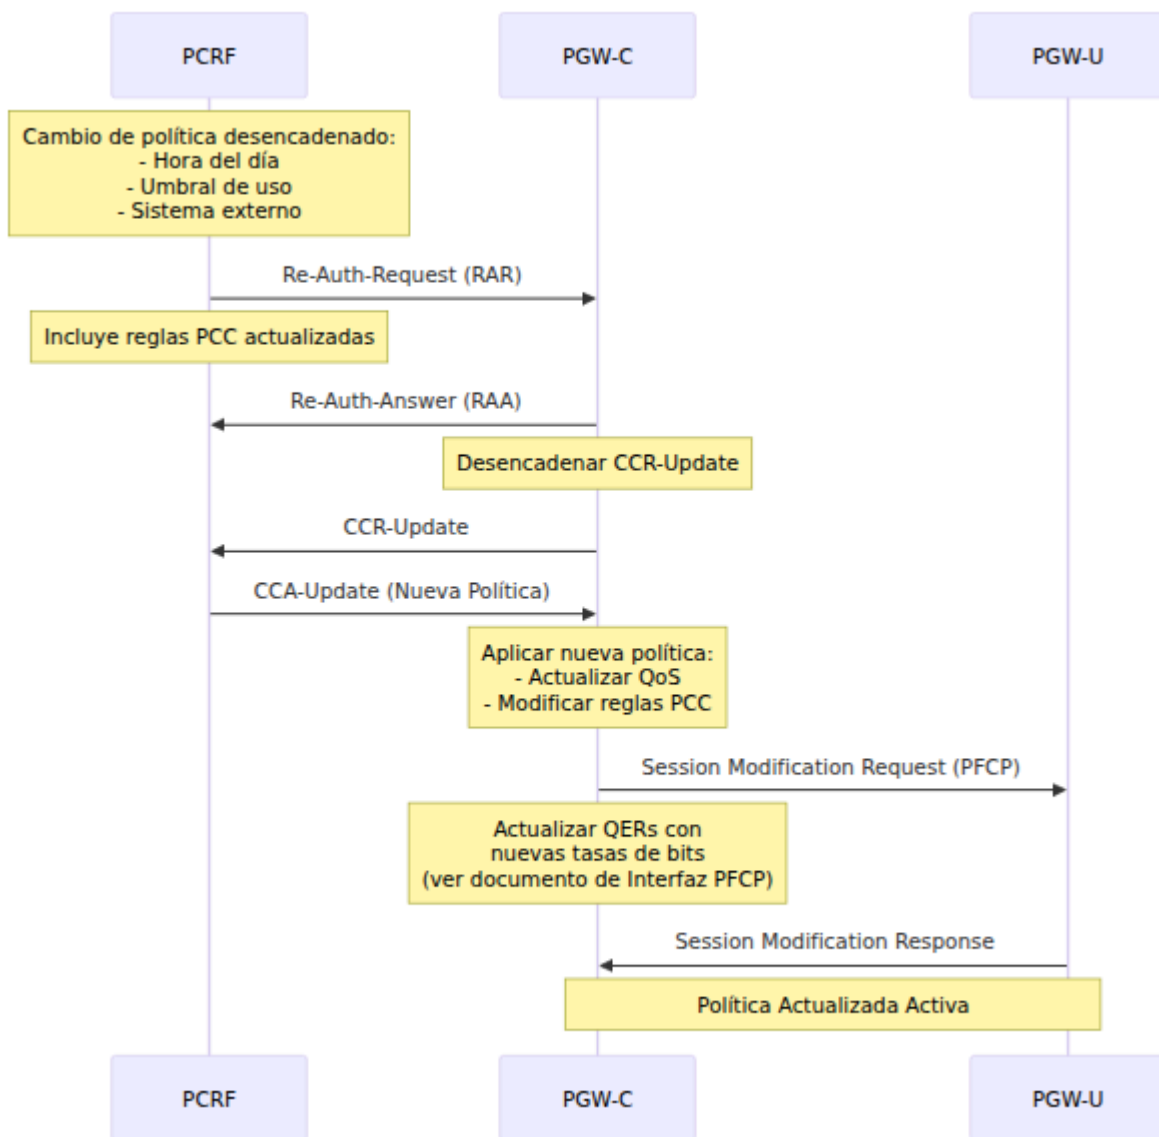 PCRF
PGW-C
PGW-U
Cambio de política desencadenado:
- Hora del día
- Umbral de uso
- Sistema externo
Re-Auth-Request (RAR)
Incluye reglas PCC actualizadas
Re-Auth-Answer (RAA)
Desencadenar CCR-Update
CCR-Update
CCA-Update (Nueva Política)
Aplicar nueva política:
- Actualizar QoS
- Modificar reglas PCC
Session Modification Request (PFCP)
Actualizar QERs con
nuevas tasas de bits
(ver documento de Interfaz PFCP)
Session Modification Response
Política Actualizada Activa
PCRF
PGW-C
PGW-U